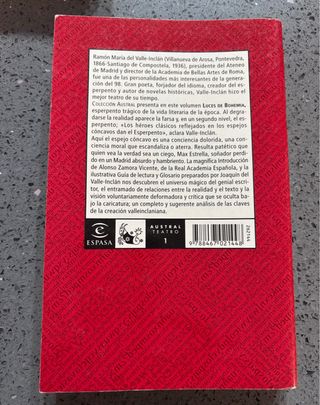 Ramón María del Valle-Inclán (Villanueva de Arosa, Pontevedra,
1866-Santiago de Compostela, 1936), presidente del Ateneo
de Madrid y director de la Academia de Bellas Artes de Roma,
fue una de las personalidades más interesantes de la genera-
ción del 98. Gran poeta, forjador del idioma, creador del es-
perpento y autor de novelas históricas, Valle-Inclán hizo el
mejor teatro de su tiempo.
COLECCIÓN AUSTRAL presenta en este volumen LUCES DE BOHEMIA,
esperpento trágico de la vida literaria de la época. Al degra-
darse la realidad aparece la farsa y, en un segundo nivel, el es-
perpento; «Los héroes clásicos reflejados en los espejos
cóncavos dan el Esperpento», aclara Valle-Inclán.
Aquí el espejo cóncavo es una conciencia dolorida, una con-
ciencia moral que escandaliza o aterra. Resulta patético que
quien vea la verdad sea un ciego, Max Estrella, soñador perdi-
do en un Madrid absurdo y hambriento. La magnífica Introducción
de Alonso Zamora Vicente, de la Real Academia Española, y la
ilustrativa Guía de lectura y Glosario preparados por Joaquín del
Valle-Inclán nos descubren el universo mágico del genial escri-
tor, el entramado de relaciones entre la realidad y el texto y la
visión voluntariamente deformadora y crítica que se oculta ba-
jo la caricatura; un completo y sugerente análisis de las claves
de la creación valleinclaniana.
ESPASA
AUSTRAL
TEATRO
1
9 788467 021448